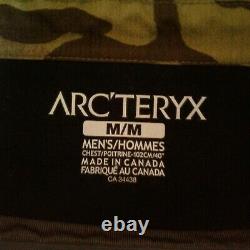 ARC'TERYX
M/M
MEN'S/HOMMES
CHEST/POITRINE-102CM/40"
MADE IN CANADA
FABRIQUÉ AU CANADA
CA 34438